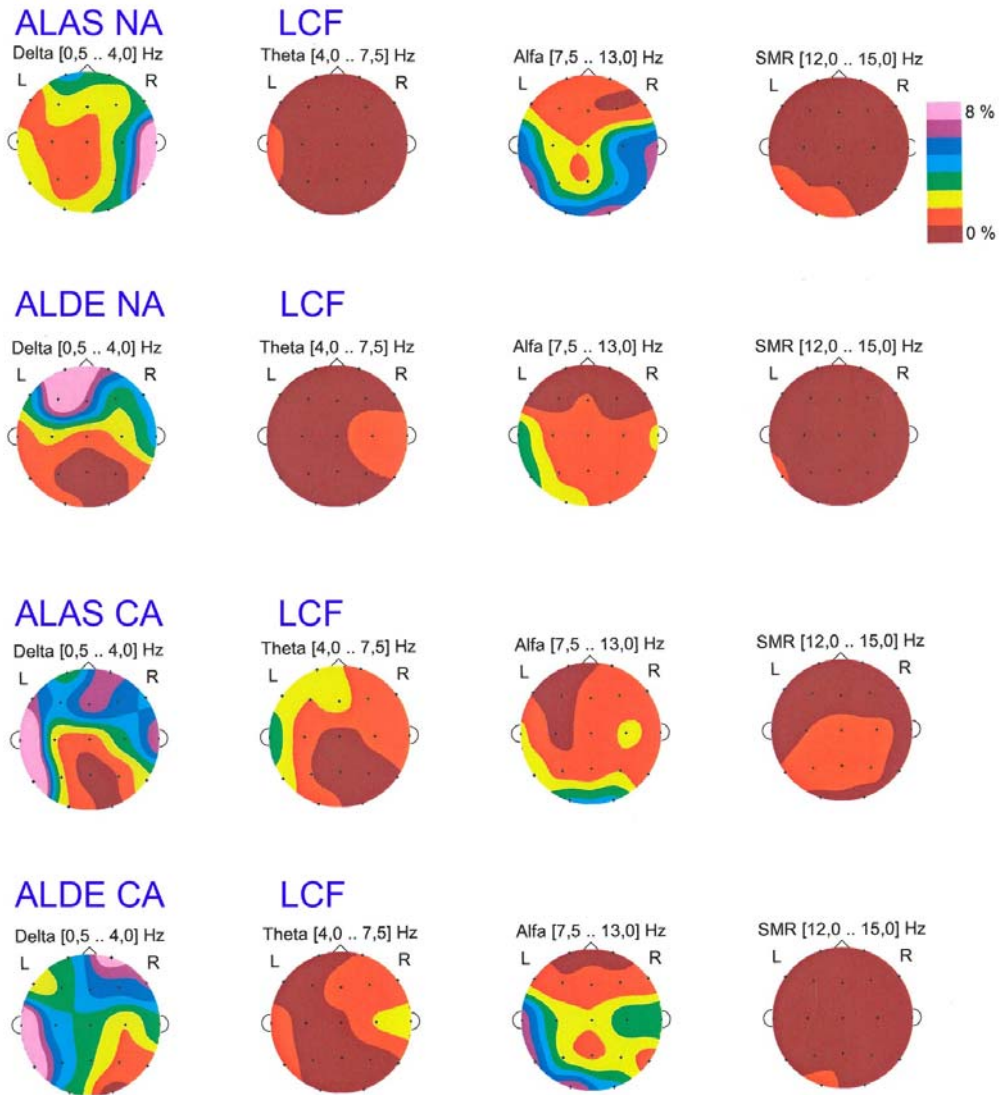 ALAS NA LCF
Delta [0,5 .. 4,0] Hz Theta [4,0 .. 7,5] Hz Alfa [7,5 .. 13,0] Hz SMR [12,0 .. 15,0] Hz
L R L R L R L R
8 %
0 %
ALDE NA LCF
Delta [0,5 .. 4,0] Hz Theta [4,0 .. 7,5] Hz Alfa [7,5 .. 13,0] Hz SMR [12,0 .. 15,0] Hz
L R L R L R L R
ALAS CA LCF
Delta [0,5 .. 4,0] Hz Theta [4,0 .. 7,5] Hz Alfa [7,5 .. 13,0] Hz SMR [12,0 .. 15,0] Hz
L R L R L R L R
ALDE CA LCF
Delta [0,5 .. 4,0] Hz Theta [4,0 .. 7,5] Hz Alfa [7,5 .. 13,0] Hz SMR [12,0 .. 15,0] Hz
L R L R L R L R